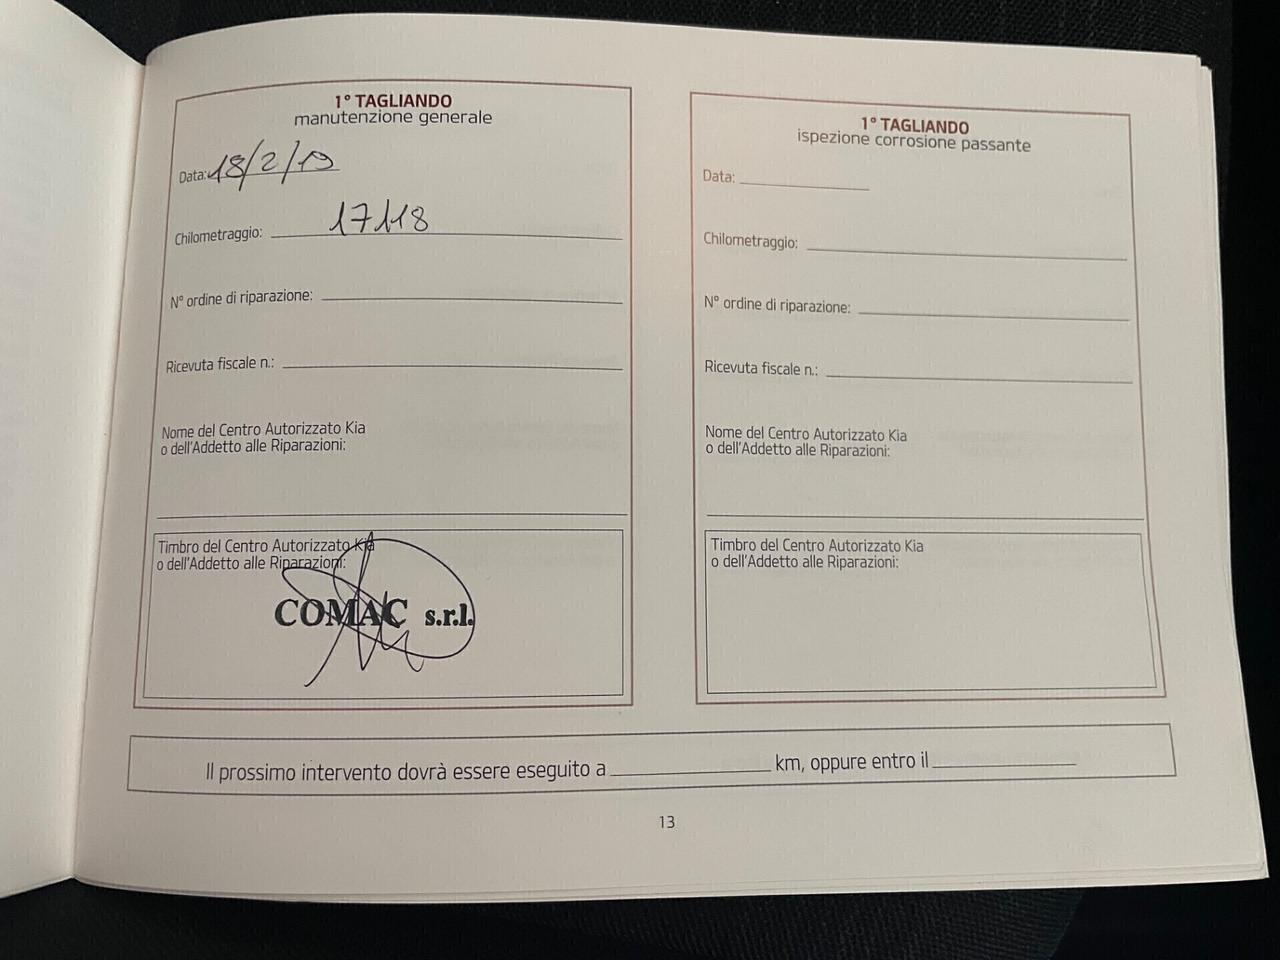 1° TAGLIANDO
manutenzione generale
Data: 18/2/19
Chilometraggio: 17118
N° ordine di riparazione:
Ricevuta fiscale n.:
Nome del Centro Autorizzato Kia
o dell'Addetto alle Riparazioni:
Timbro del Centro Autorizzato Kia
o dell'Addetto alle Riparazioni:
COMAC s.r.l.
1° TAGLIANDO
ispezione corrosione passante
Data:
Chilometraggio:
N° ordine di riparazione:
Ricevuta fiscale n.:
Nome del Centro Autorizzato Kia
o dell'Addetto alle Riparazioni:
Timbro del Centro Autorizzato Kia
o dell'Addetto alle Riparazioni:
Il prossimo intervento dovrà essere eseguito a km, oppure entro il
13